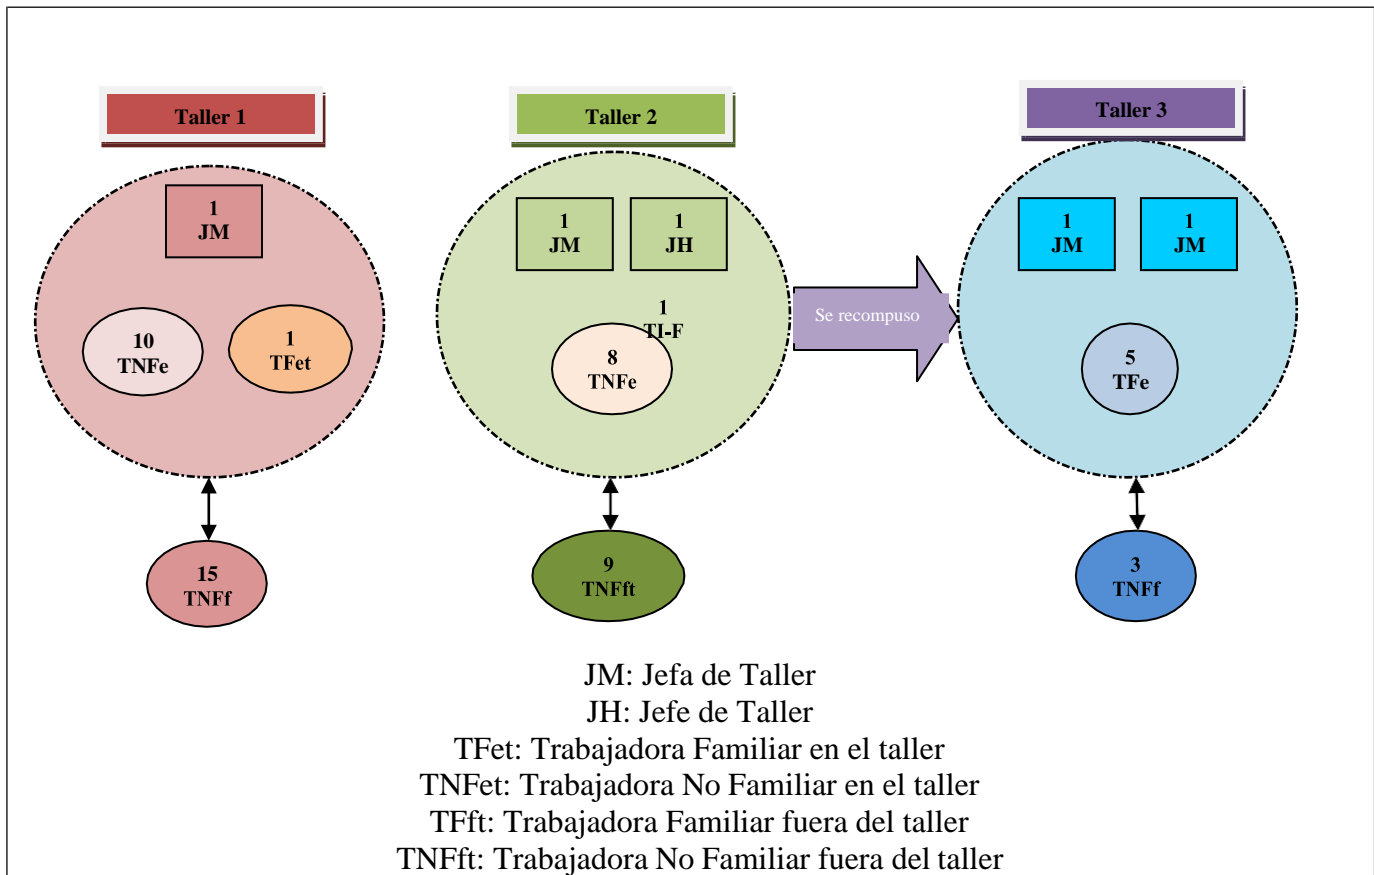 Taller 1
Taller 2
Taller 3
1
JM
1
JM
1
JH
1
JM
1
JM
Se recompuso
10
TNFe
1
TFet
1
TI-F
8
TNFe
5
TFe
15
TNFf
9
TNFft
3
TNFf
JM: Jefa de Taller
JH: Jefe de Taller
TFet: Trabajadora Familiar en el taller
TNFet: Trabajadora No Familiar en el taller
TFft: Trabajadora Familiar fuera del taller
TNFft: Trabajadora No Familiar fuera del taller